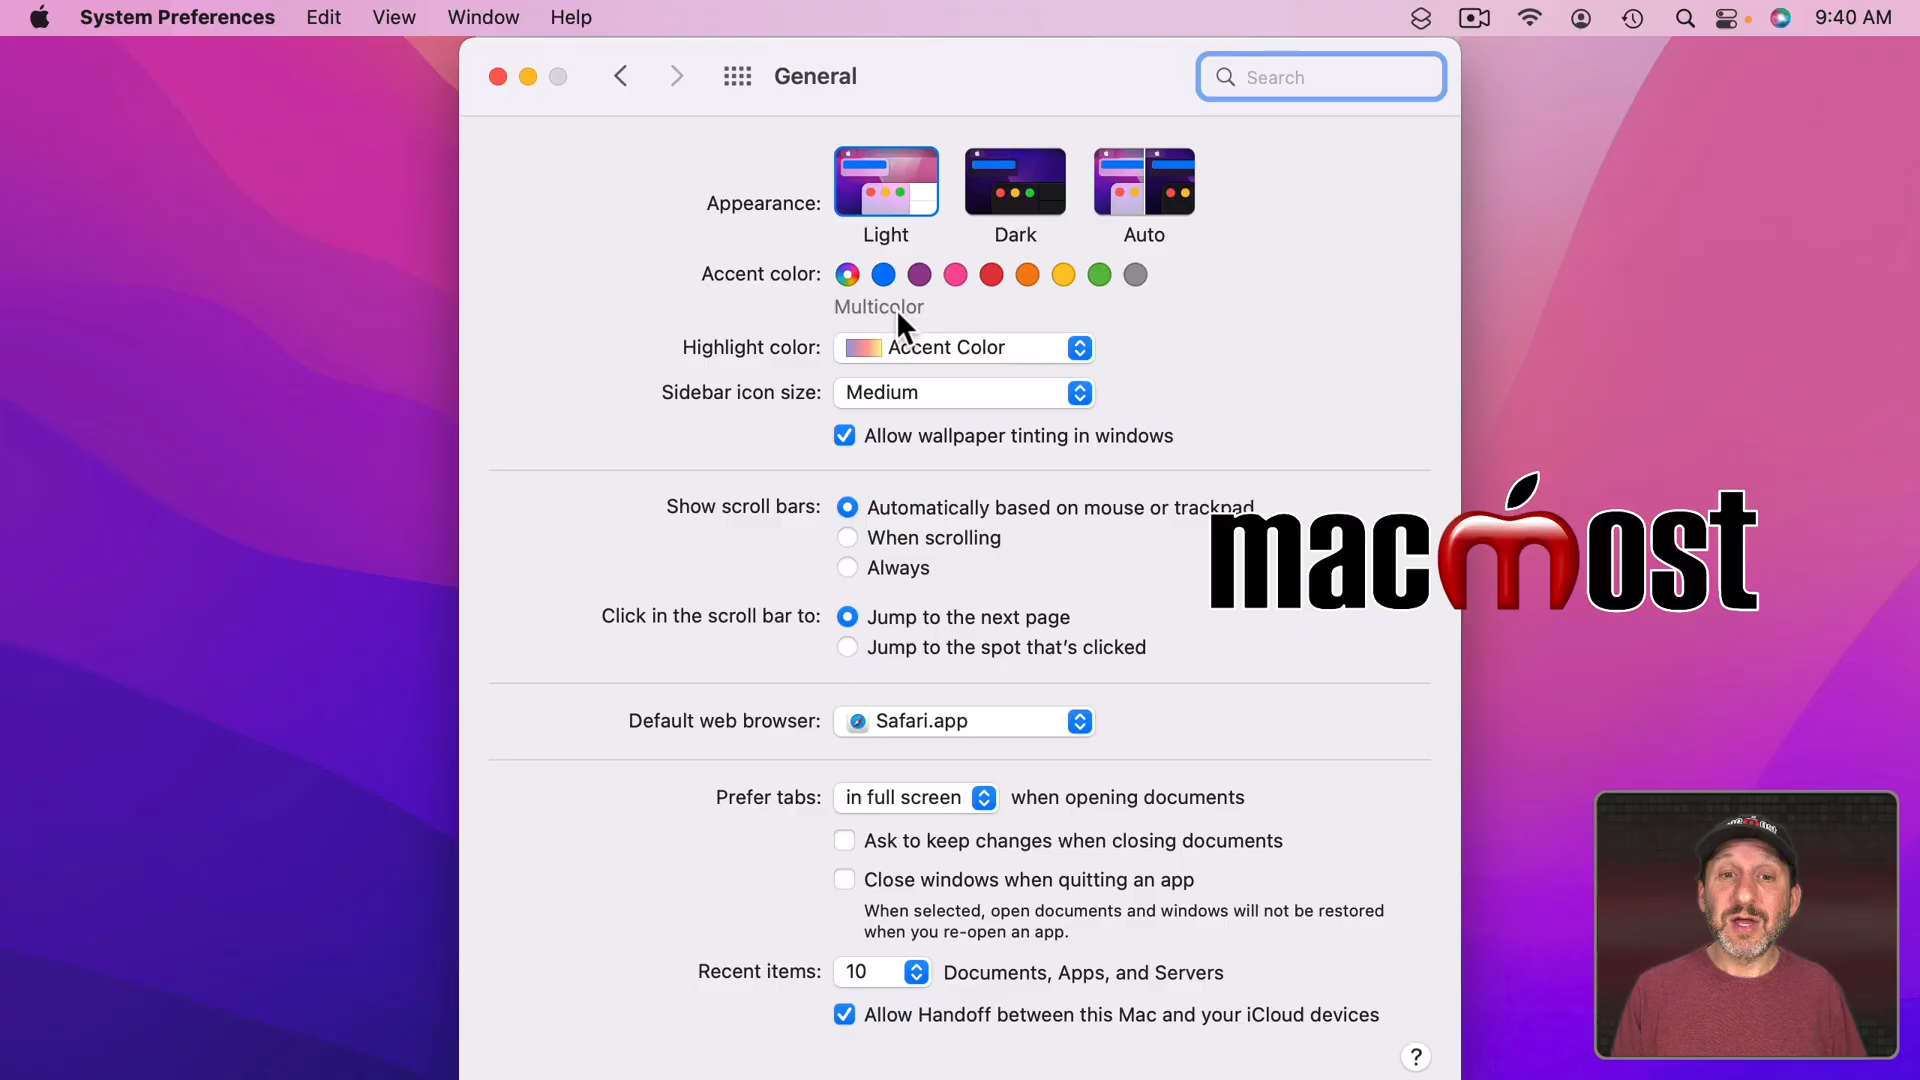 System Preferences Edit View Window Help 9:40 AM
General
Search
Appearance:
Light Dark Auto
Accent color:
Multicolor
Highlight color: Accent Color
Sidebar icon size: Medium
Allow wallpaper tinting in windows
Show scroll bars: Automatically based on mouse or trackpad
When scrolling
Always
macmost
Click in the scroll bar to: Jump to the next page
Jump to the spot that's clicked
Default web browser: Safari.app
Prefer tabs: in full screen when opening documents
Ask to keep changes when closing documents
Close windows when quitting an app
When selected, open documents and windows will not be restored
when you re-open an app.
Recent items: 10 Documents, Apps, and Servers
Allow Handoff between this Mac and your iCloud devices
?